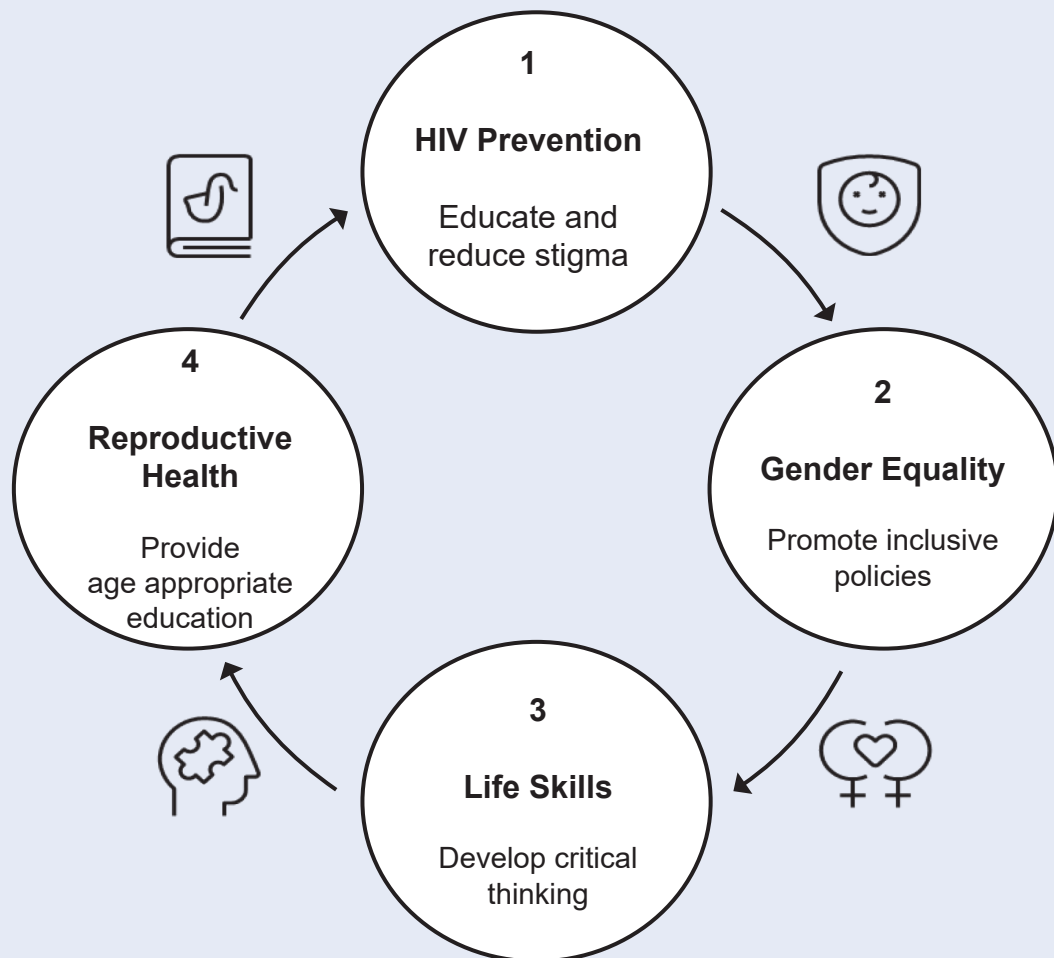 1
HIV Prevention
Educate and
reduce stigma
2
Gender Equality
Promote inclusive
policies
3
Life Skills
Develop critical
thinking
4
Reproductive
Health
Provide
age appropriate
education